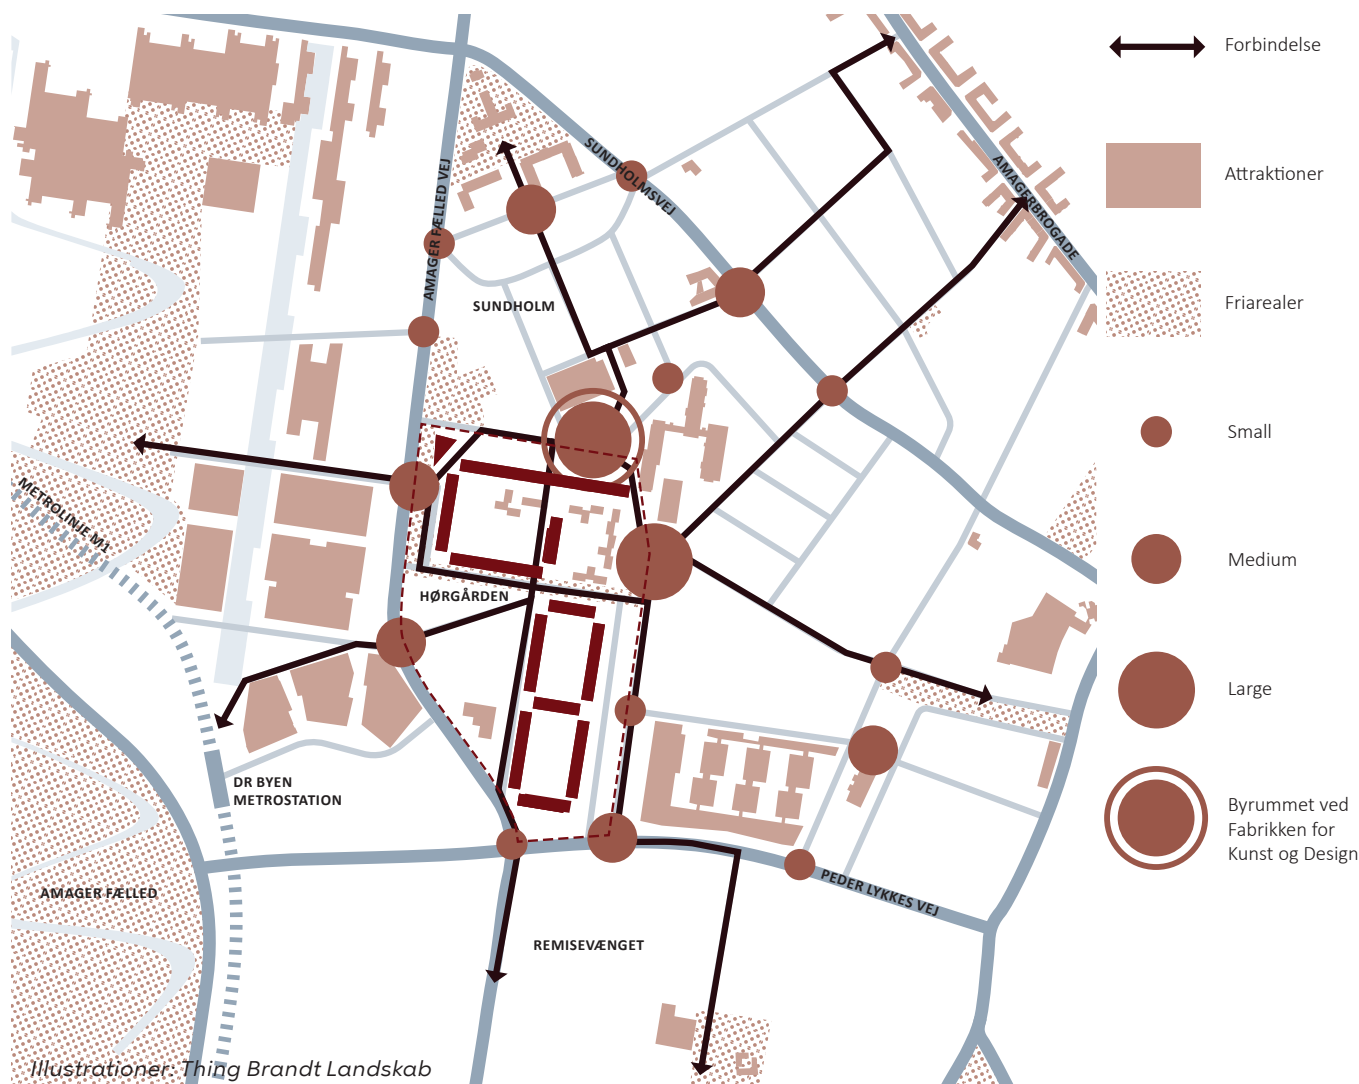 SUNDHOLMSVEJ
AMAGERBROGADE
AMAGER FÆLLED VEJ
SUNDHOLM
METROLINJE M1
HØRGÅRDEN
DR BYEN
METROSTATION
AMAGER FÆLLED
PEDER LYKKES VEJ
REMISEVÆNGET
Illustrationer: Thing Brandt Landskab
Forbindelse
Attraktioner
Friarealer
Small
Medium
Large
Byrummet ved
Fabrikken for
Kunst og Design